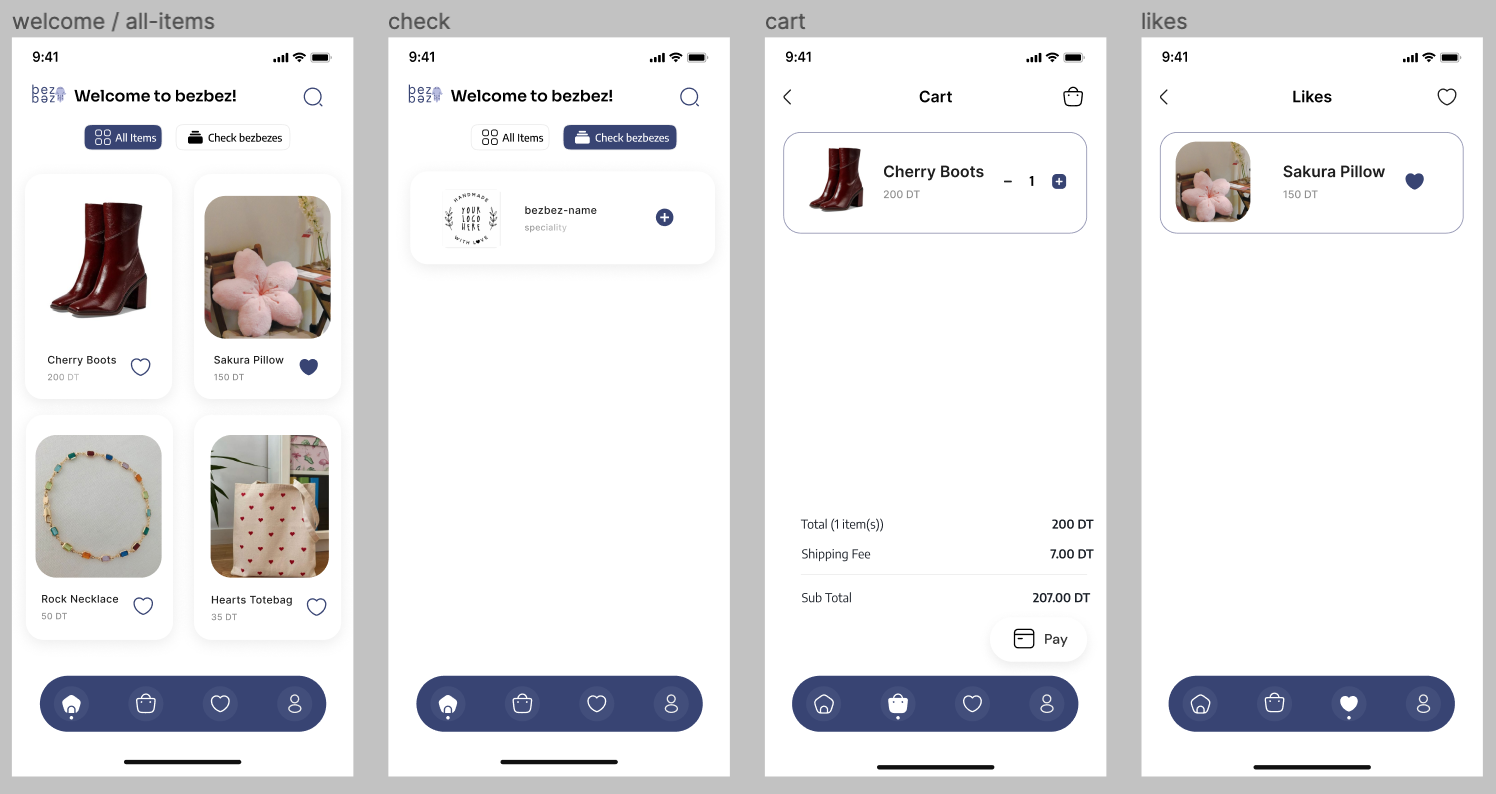 welcome / all-items
9:41
bez
bəz
Welcome to bezbez!
All Items
Check bezbezes
Cherry Boots
200 DT
Sakura Pillow
150 DT
Rock Necklace
50 DT
Hearts Totebag
35 DT
check
9:41
bez
bəz
Welcome to bezbez!
All Items
Check bezbezes
HANDMADE
YOUR
LOGO
HERE
WITH LOVE
bezbez-name
speciality
cart
9:41
Cart
Cherry Boots
200 DT
1
Total (1 item(s))
200 DT
Shipping Fee
7.00 DT
Sub Total
207.00 DT
Pay
likes
9:41
Likes
Sakura Pillow
150 DT